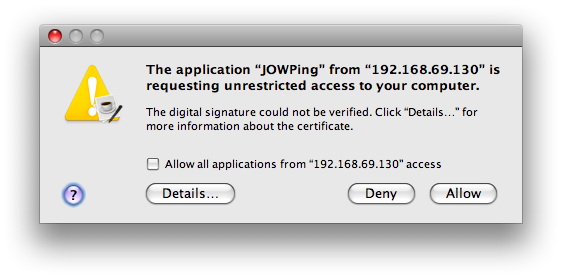 The application “JOWPing” from “192.168.69.130” is
requesting unrestricted access to your computer.
The digital signature could not be verified. Click “Details...” for
more information about the certificate.
Allow all applications from “192.168.69.130” access
?
Details...
Deny
Allow